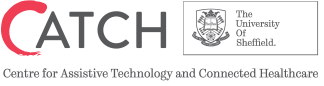 CATCH
The
University
Of
Sheffield.
Centre for Assistive Technology and Connected Healthcare